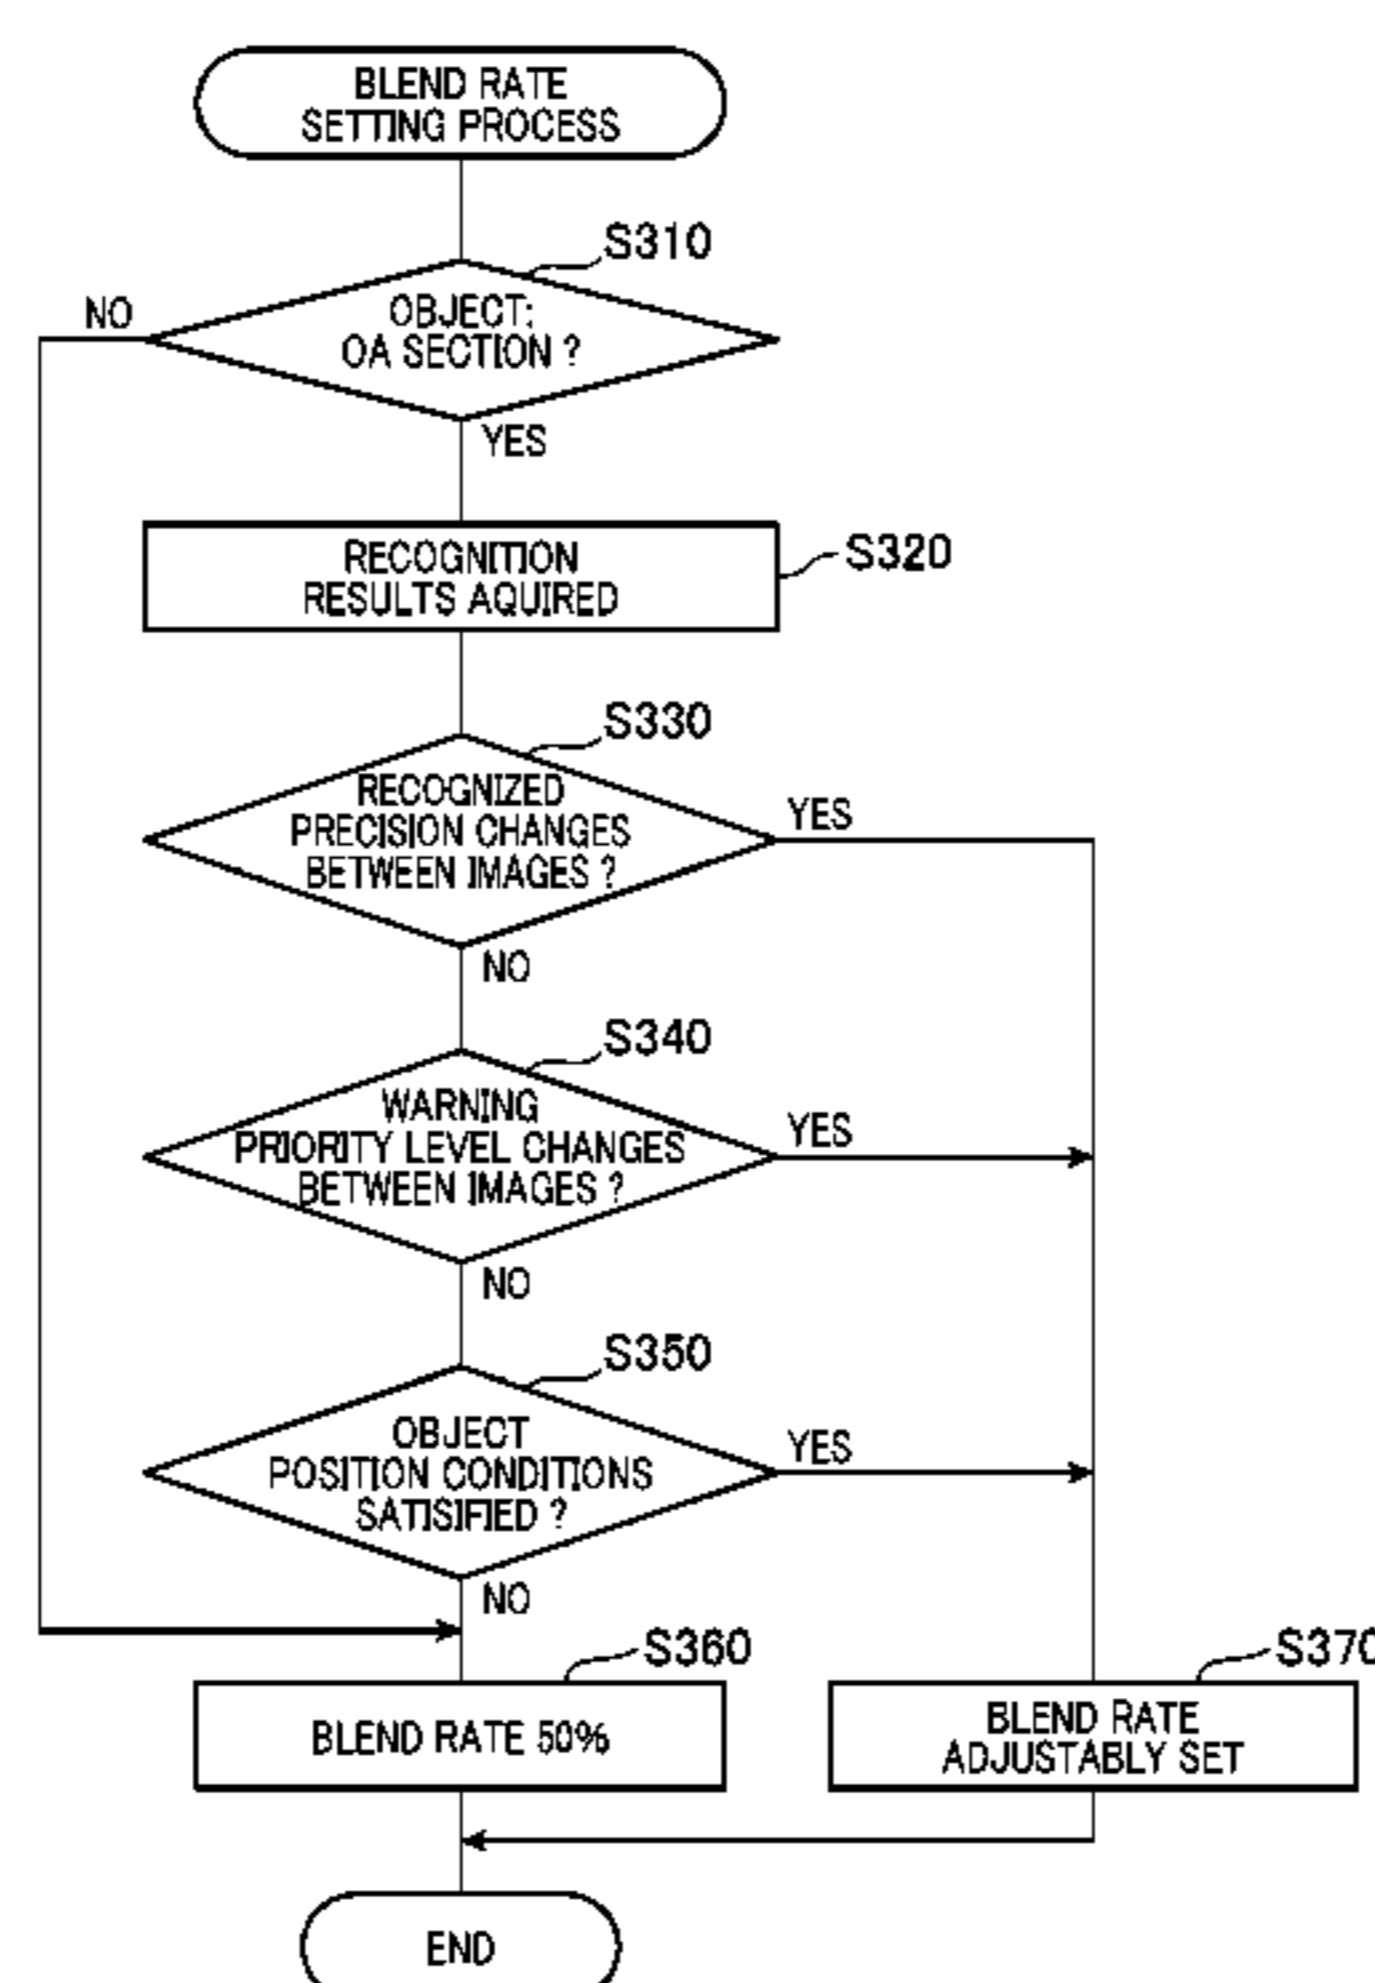 BLEND RATE
SETTING PROCESS
S310
NO
OBJECT:
OA SECTION ?
YES
RECOGNITION
RESULTS AQUIRED
S320
S330
RECOGNIZED
PRECISION CHANGES
BETWEEN IMAGES ?
YES
NO
S340
WARNING
PRIORITY LEVEL CHANGES
BETWEEN IMAGES ?
YES
NO
S350
OBJECT
POSITION CONDITIONS
SATISIFIED ?
YES
NO
S360
BLEND RATE 50%
S370
BLEND RATE
ADJUSTABLY SET
END